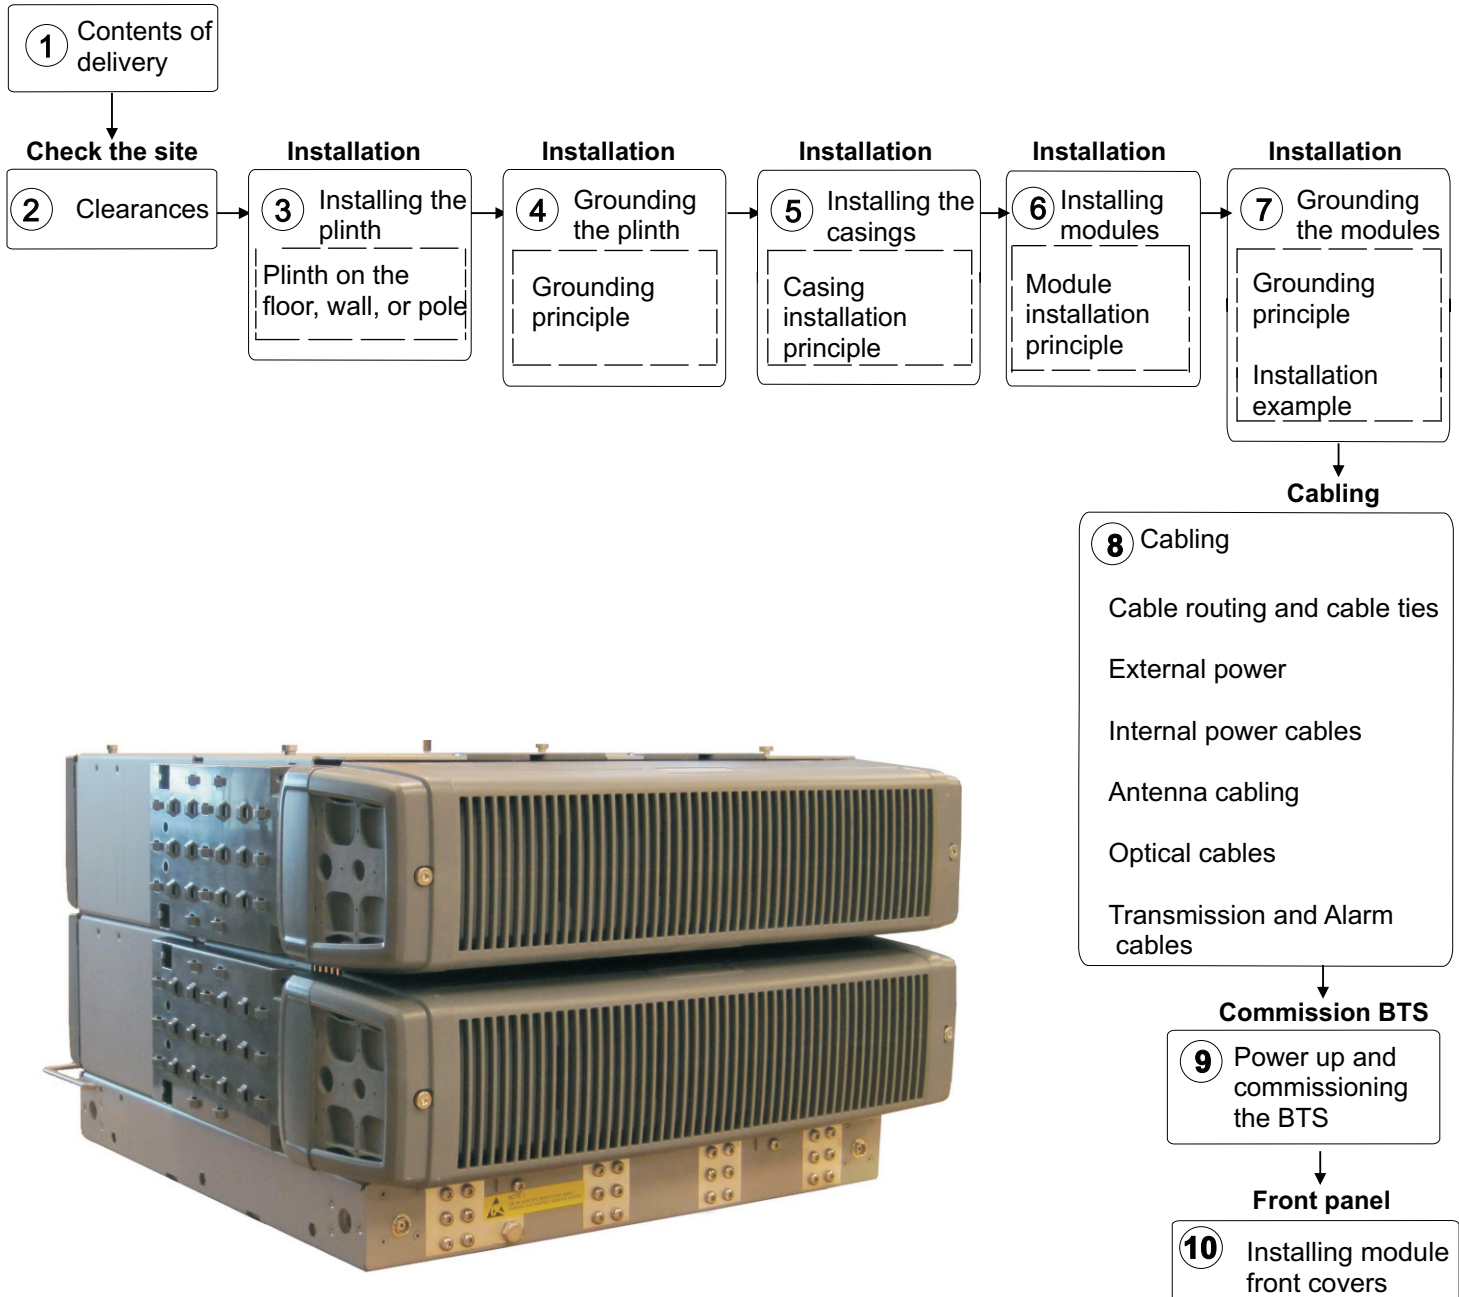 1 Contents of
delivery
Check the site
2 Clearances
Installation
3 Installing the
plinth
Plinth on the
floor, wall, or pole
Installation
4 Grounding
the plinth
Grounding
principle
Installation
5 Installing the
casings
Casing
installation
principle
Installation
6 Installing
modules
Module
installation
principle
Installation
7 Grounding
the modules
Grounding
principle
Installation
example
Cabling
8 Cabling
Cable routing and cable ties
External power
Internal power cables
Antenna cabling
Optical cables
Transmission and Alarm
cables
Commission BTS
9 Power up and
commissioning
the BTS
Front panel
10 Installing module
front covers